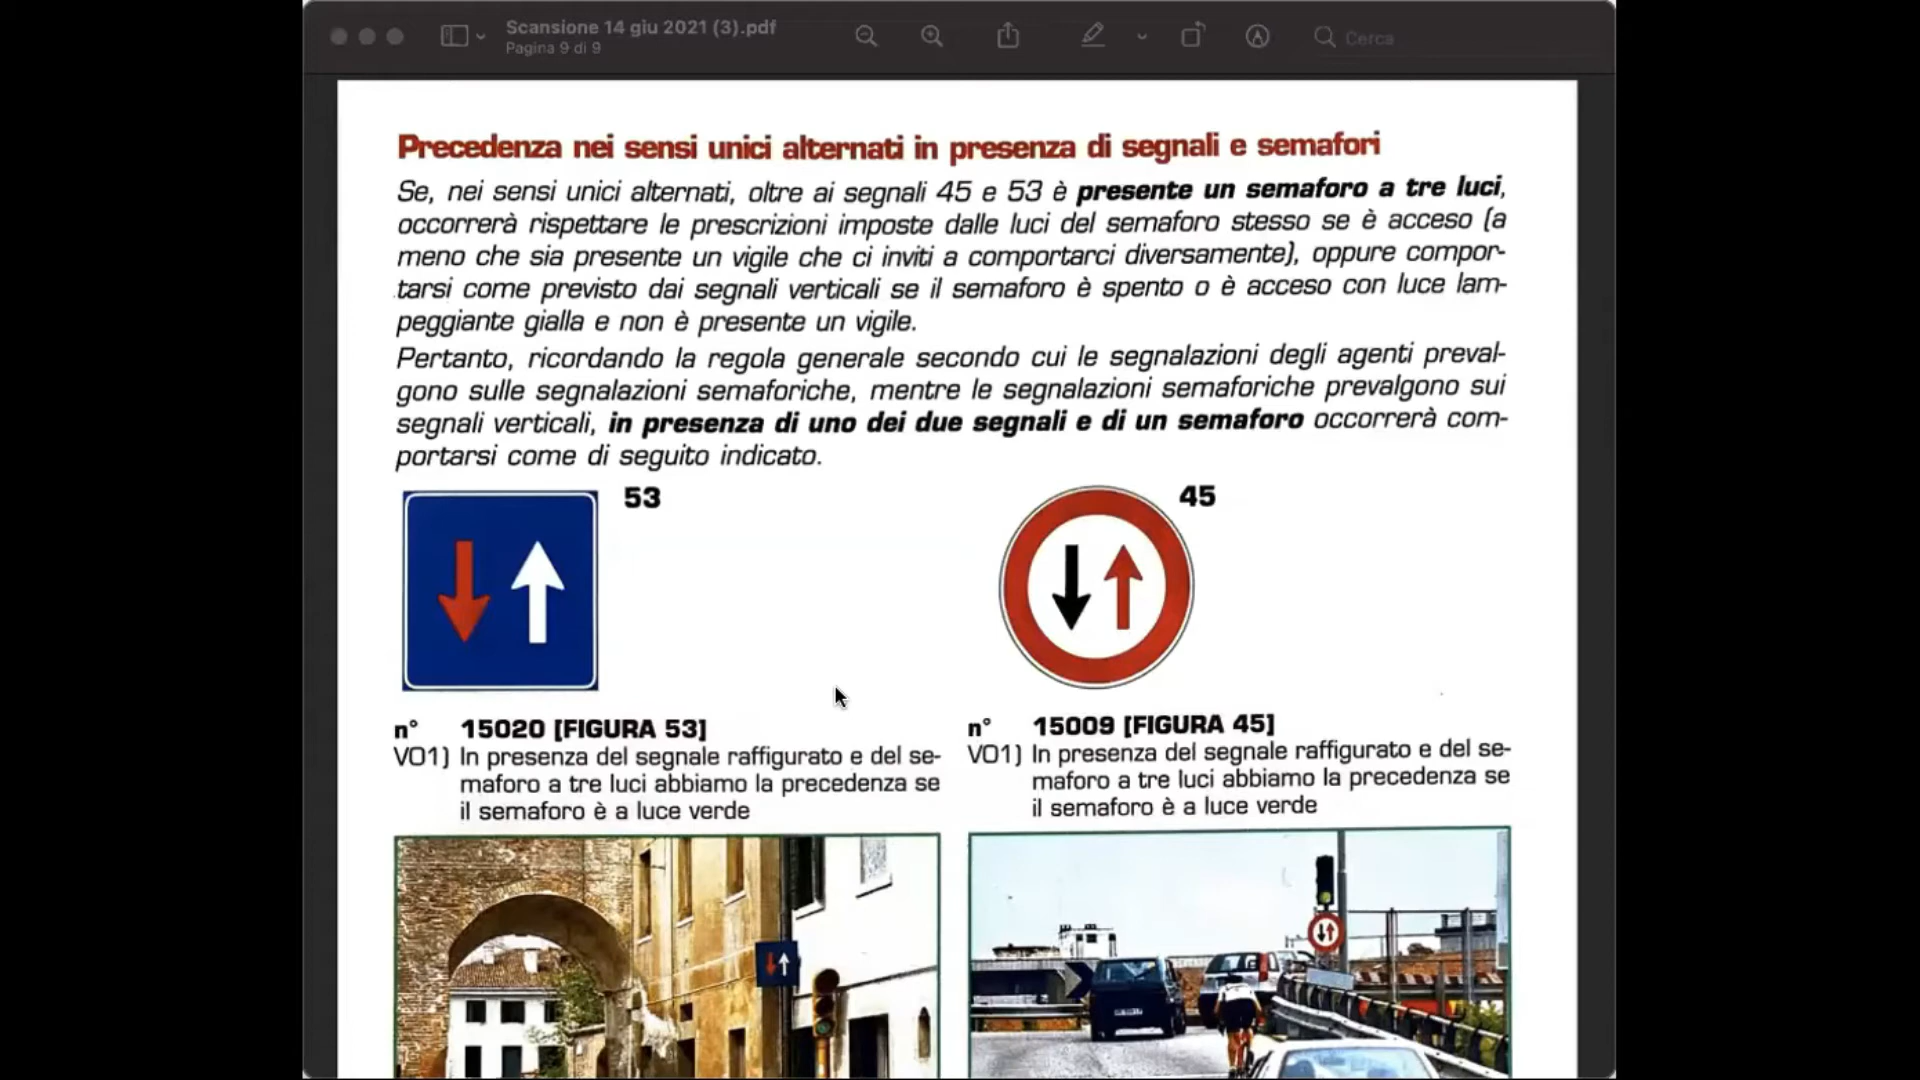 Scansione 14 giu 2021 (3).pdf
Pagina 9 di 9
Cerca
Precedenza nei sensi unici alternati in presenza di segnali e semafori
Se, nei sensi unici alternati, oltre ai segnali 45 e 53 è presente un semaforo a tre luci,
occorrerà rispettare le prescrizioni imposte dalle luci del semaforo stesso se è acceso (a
meno che sia presente un vigile che ci inviti a comportarci diversamente), oppure compor-
tarsi come previsto dai segnali verticali se il semaforo è spento o è acceso con luce lam-
peggiante gialla e non è presente un vigile.
Pertanto, ricordando la regola generale secondo cui le segnalazioni degli agenti preval-
gono sulle segnalazioni semaforiche, mentre le segnalazioni semaforiche prevalgono sui
segnali verticali, in presenza di uno dei due segnali e di un semaforo occorrerà com-
portarsi come di seguito indicato.
53
45
n° 15020 [FIGURA 53]
V01) In presenza del segnale raffigurato e del se-
maforo a tre luci abbiamo la precedenza se
il semaforo è a luce verde
n° 15009 [FIGURA 45]
V01) In presenza del segnale raffigurato e del se-
maforo a tre luci abbiamo la precedenza se
il semaforo è a luce verde